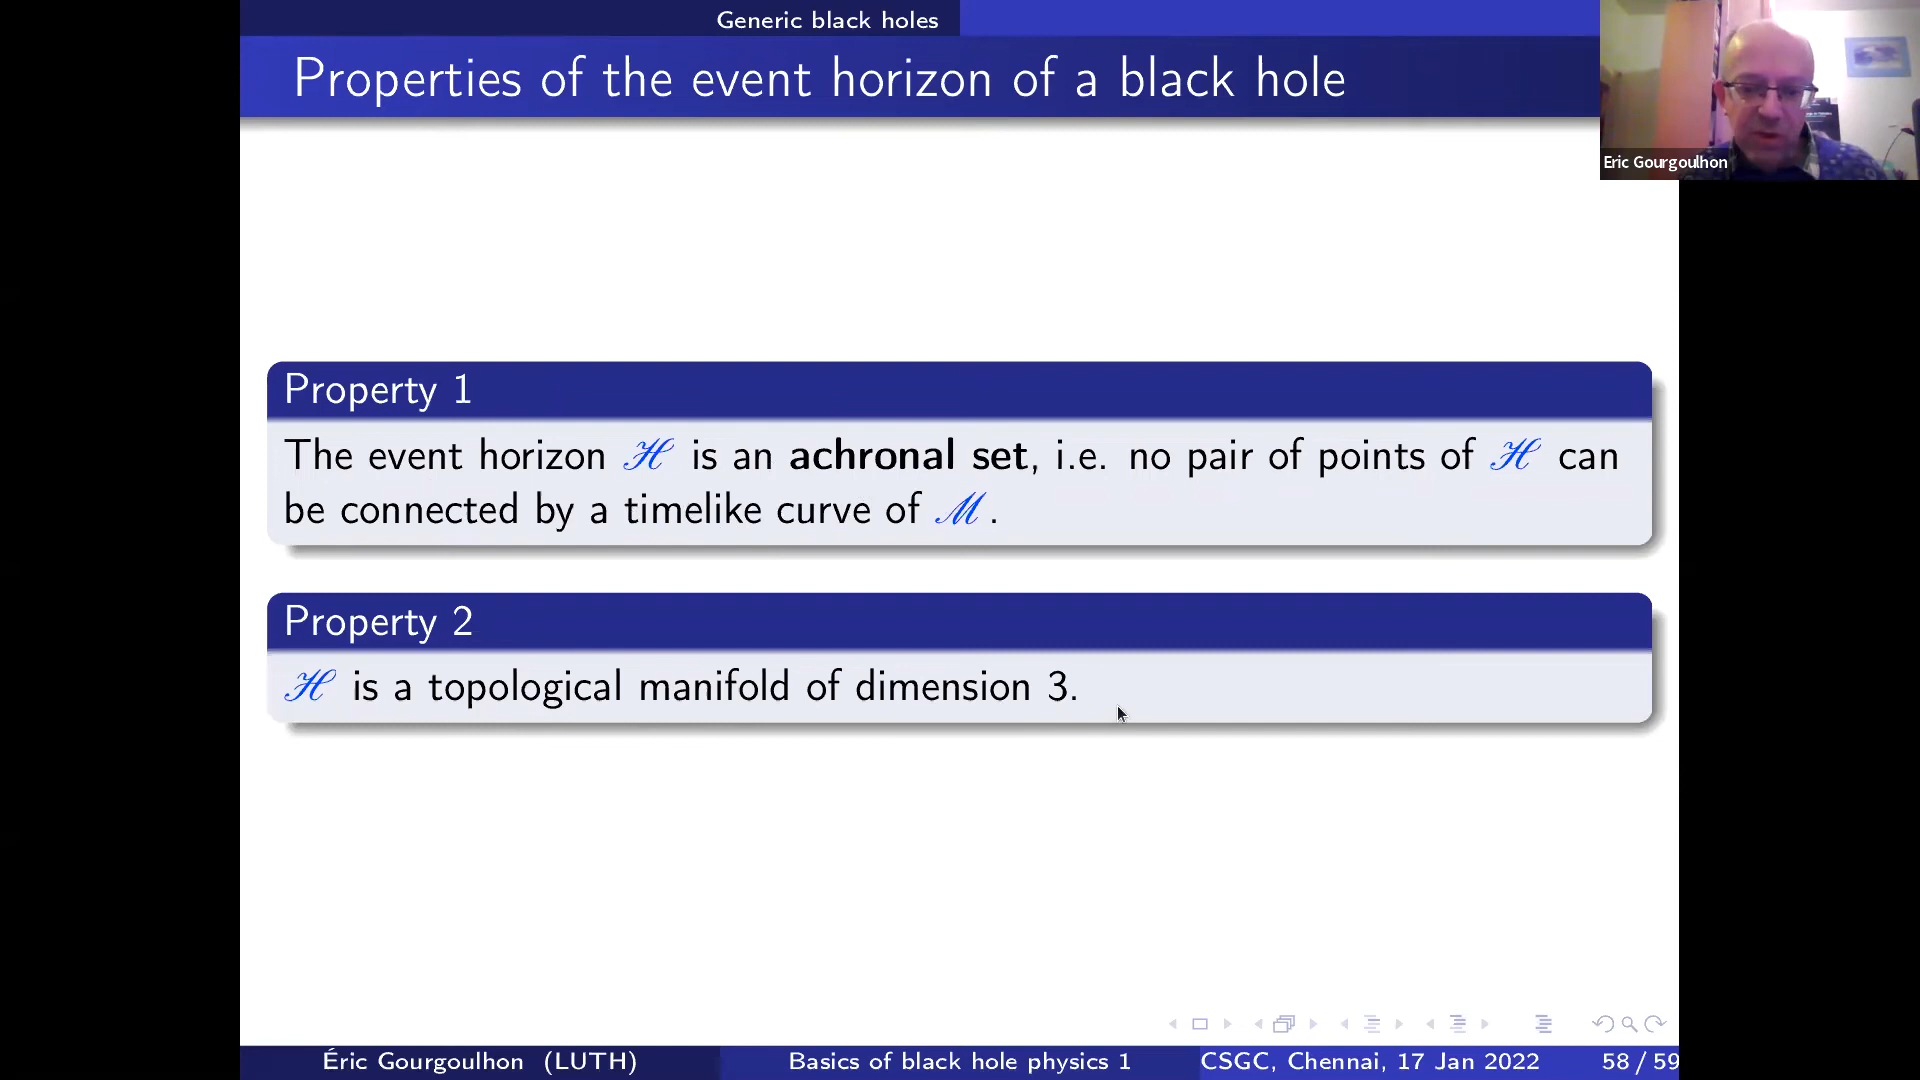 Generic black holes
Properties of the event horizon of a black hole
Eric Gourgoulhon
Property 1
The event horizon ℋ is an achronal set, i.e. no pair of points of ℋ can
be connected by a timelike curve of ℳ.
Property 2
ℋ is a topological manifold of dimension 3.
Éric Gourgoulhon (LUTH) Basics of black hole physics 1 CSGC, Chennai, 17 Jan 2022 58 / 59